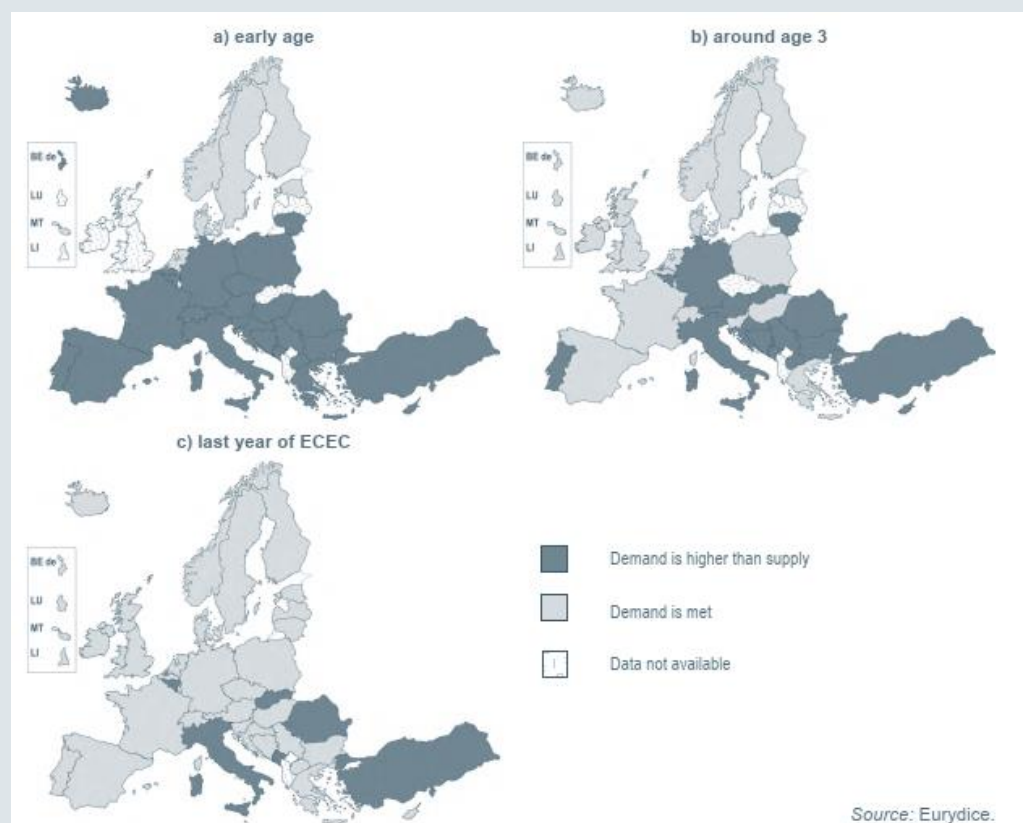 a) early age
b) around age 3
BE de
LU
MT
LI
BE de
LU
MT
LI
c) last year of ECEC
BE de
LU
MT
LI
Demand is higher than supply
Demand is met
Data not available
Source: Eurydice.